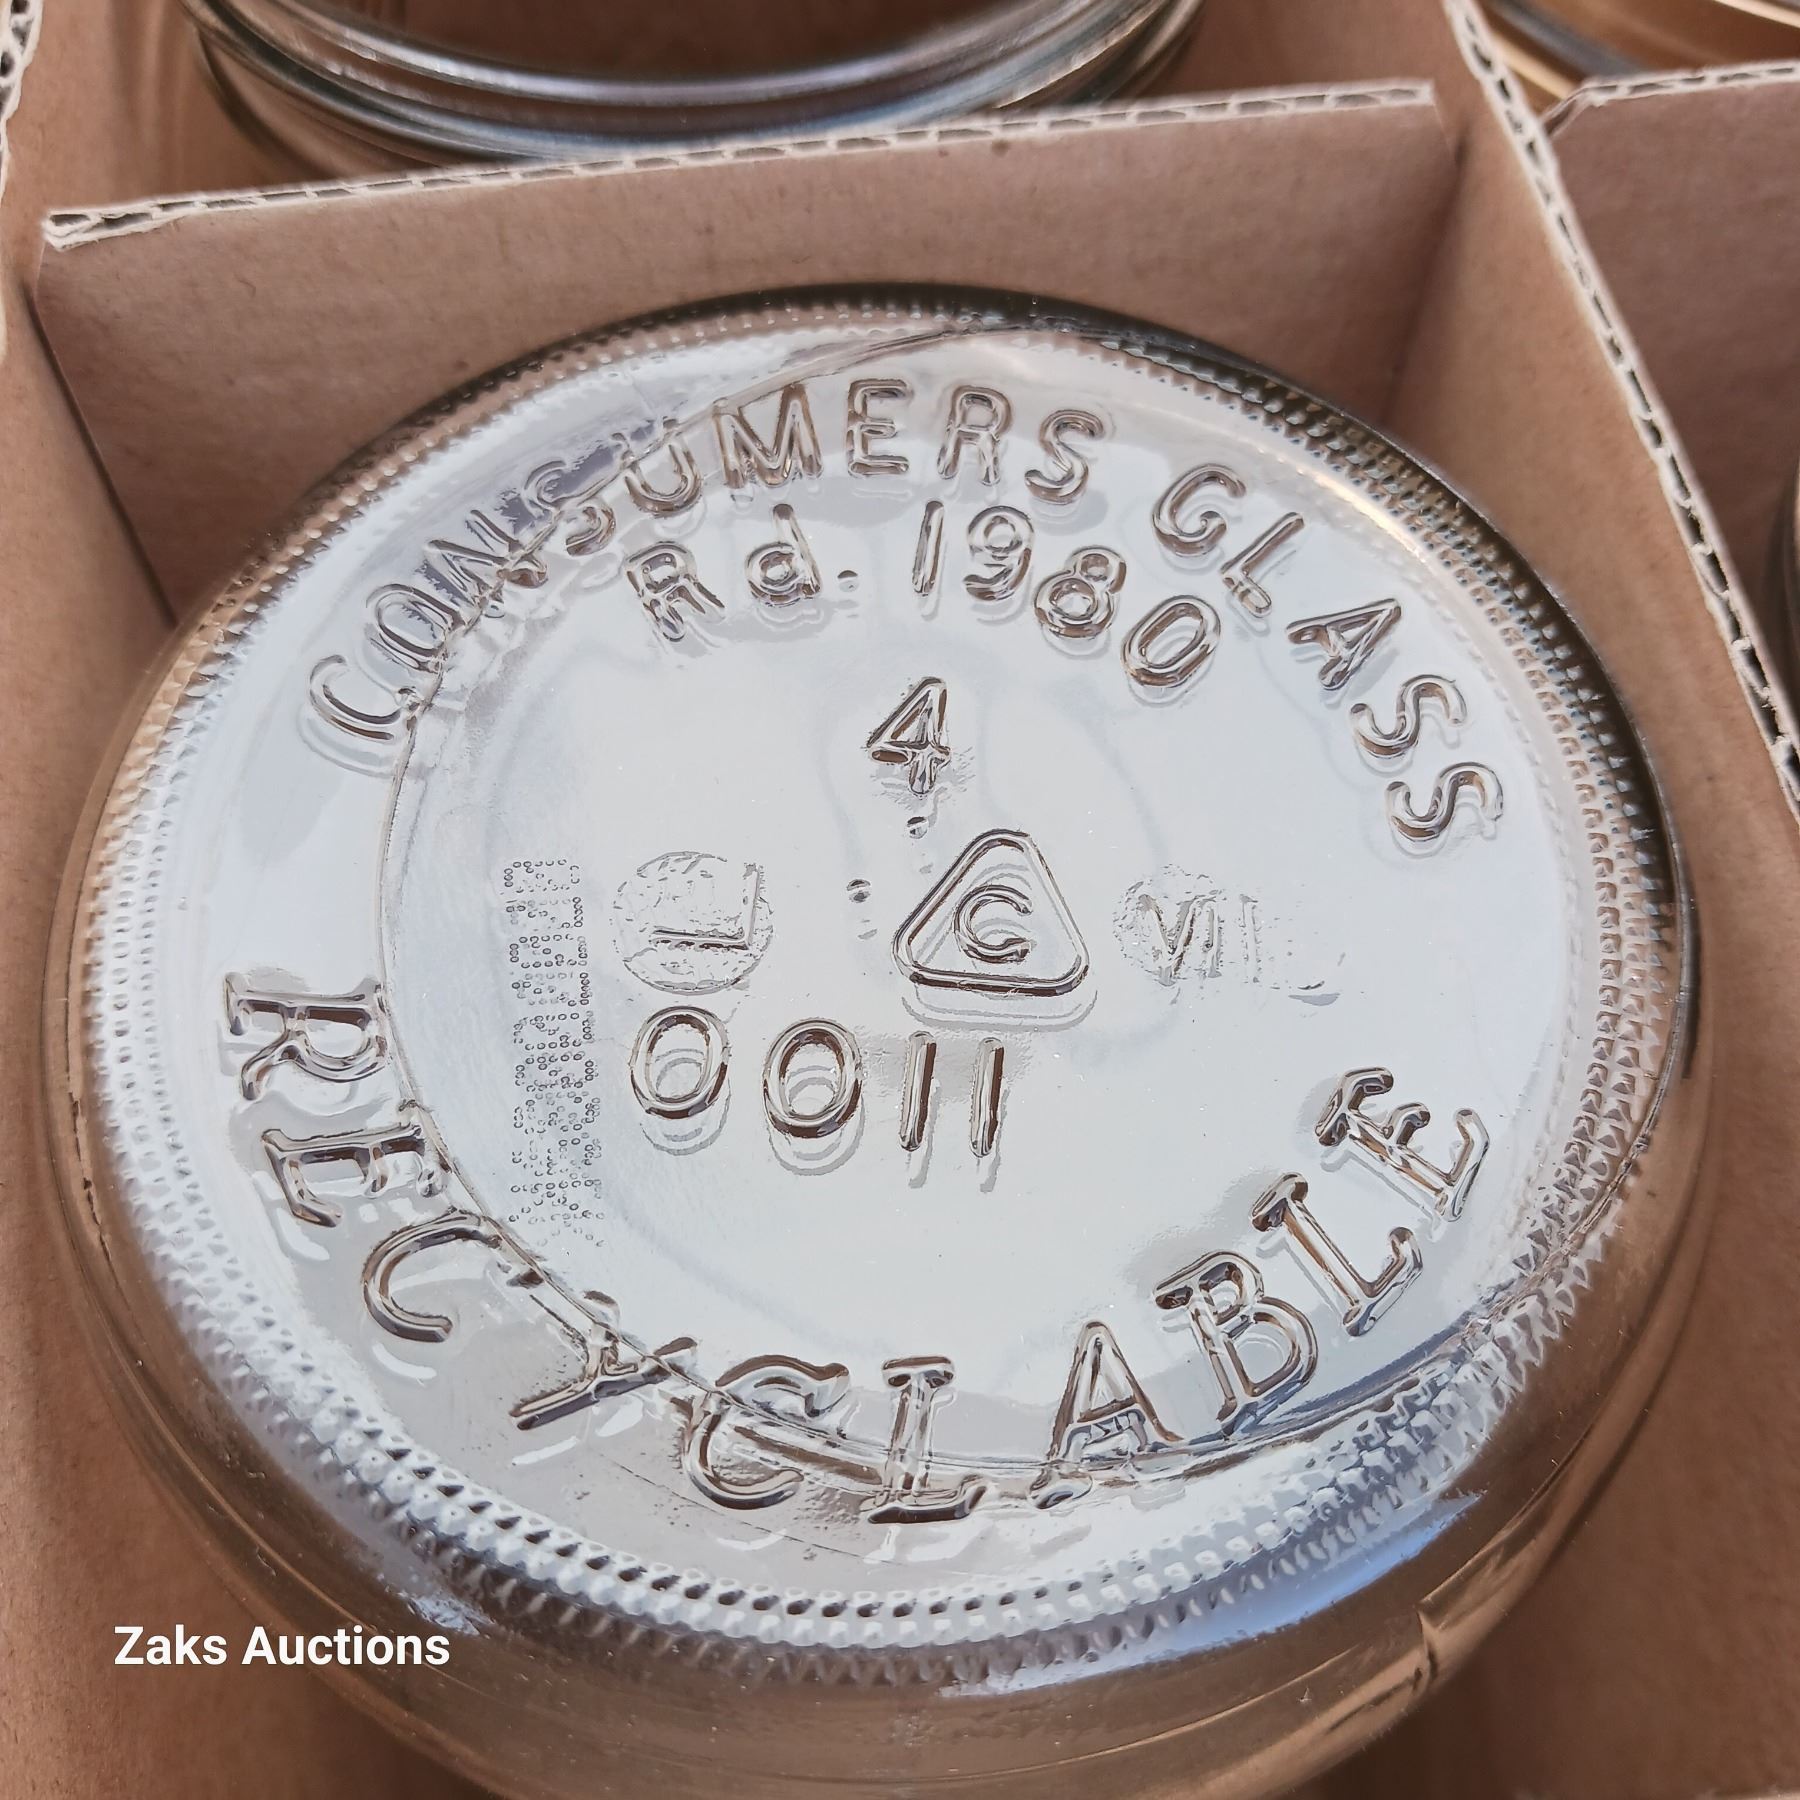 CONSUMERS GLASS
Rd. 1980
4
C
0011
RECYCLABLE
Zaks Auctions